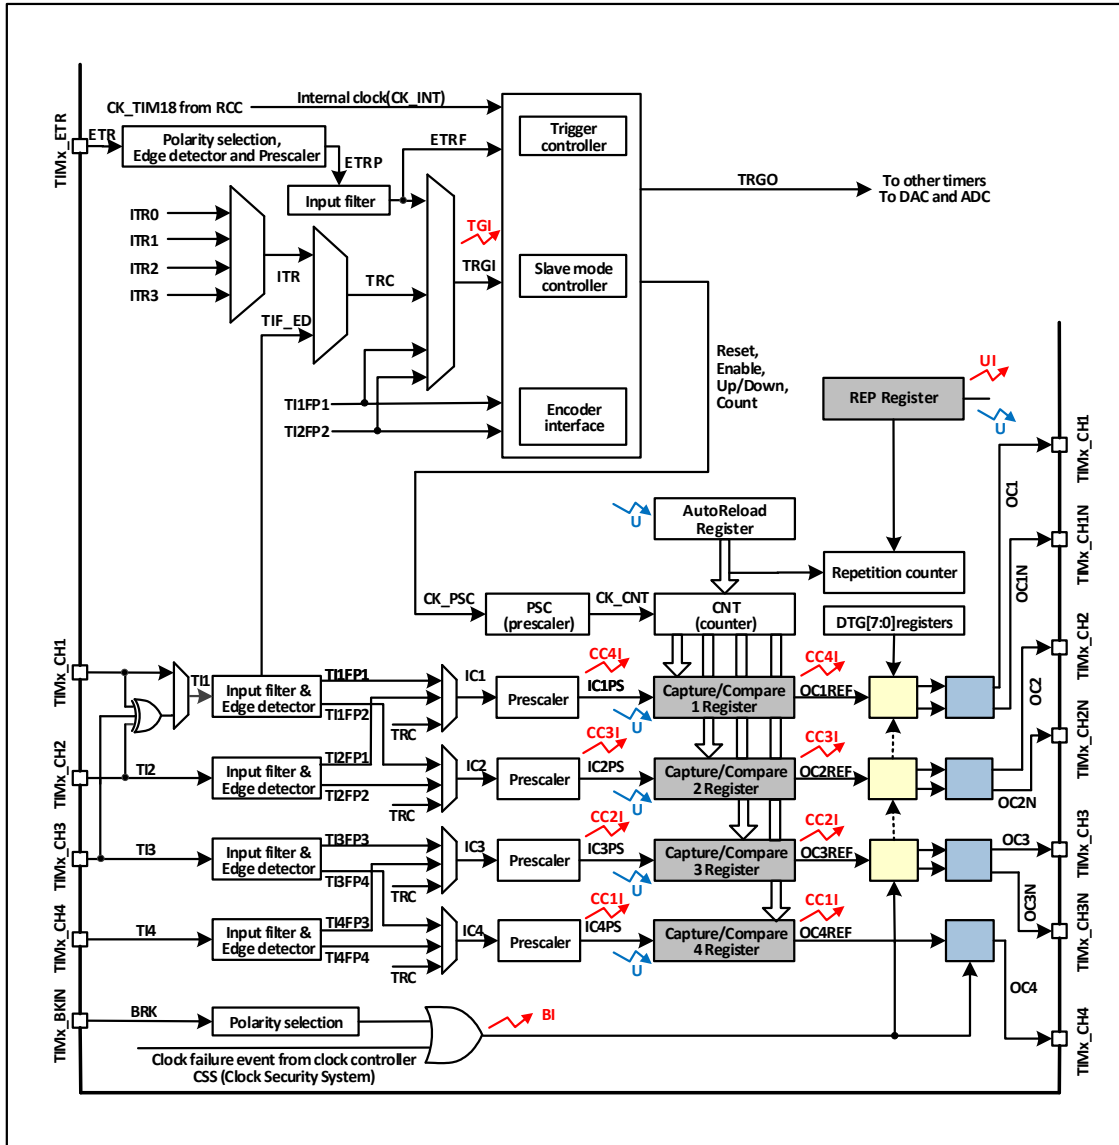 CK_TIM18 from RCC
Internal clock(CK_INT)
TIMx_ETR
ETR
Polarity selection,
Edge detector and Prescaler
ETRP
Input filter
ETRF
Trigger
controller
TRGO
To other timers
To DAC and ADC
ITR0
ITR1
ITR2
ITR3
ITR
TRC
TIF_ED
TGI
TRGI
Slave mode
controller
TI1FP1
TI2FP2
Encoder
interface
Reset,
Enable,
Up/Down,
Count
UI
REP Register
U
TIMx_CH1
OC1
U
AutoReload
Register
Repetition counter
TIMx_CH1N
OC1N
CK_PSC
PSC
(prescaler)
CK_CNT
CNT
(counter)
DTG[7:0]registers
TIMx_CH1
TI1
Input filter &
Edge detector
TI1FP1
TI1FP2
TRC
IC1
Prescaler
CC4I
IC1PS
U
Capture/Compare
1 Register
CC4I
OC1REF
TIMx_CH2
OC2
TIMx_CH2
TI2
Input filter &
Edge detector
TI2FP1
TI2FP2
TRC
IC2
Prescaler
CC3I
IC2PS
U
Capture/Compare
2 Register
CC3I
OC2REF
TIMx_CH2N
OC2N
TIMx_CH3
TI3
Input filter &
Edge detector
TI3FP3
TI3FP4
TRC
IC3
Prescaler
CC2I
IC3PS
U
Capture/Compare
3 Register
CC2I
OC3REF
OC3
TIMx_CH3
OC3N
TIMx_CH3N
TIMx_CH4
TI4
Input filter &
Edge detector
TI4FP3
TI4FP4
TRC
IC4
Prescaler
CC1I
IC4PS
U
Capture/Compare
4 Register
CC1I
OC4REF
OC4
TIMx_CH4
TIMx_BKIN
BRK
Polarity selection
BI
Clock failure event from clock controller
CSS (Clock Security System)